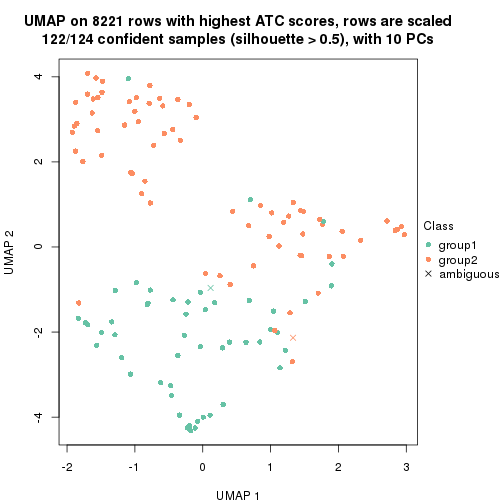 UMAP on 8221 rows with highest ATC scores, rows are scaled
122/124 confident samples (silhouette > 0.5), with 10 PCs
4
2
0
-2
-4
UMAP 2
-2
-1
0
1
2
3
UMAP 1
Class
group1
group2
ambiguous